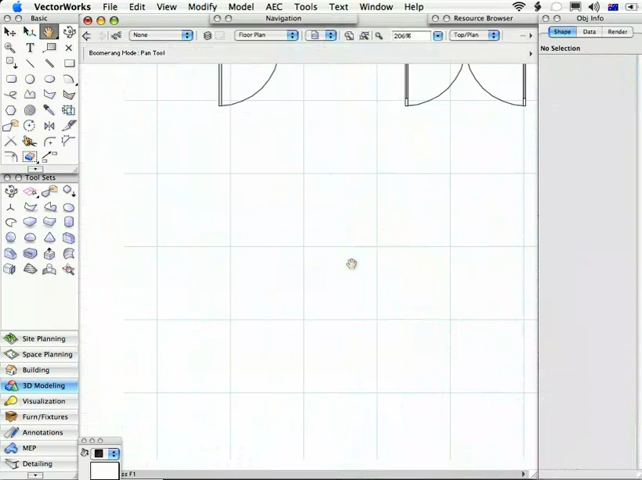 VectorWorks File Edit View Modify Model AEC Tools Text Window Help
Basic
Navigation
Resource Browser
Obj Info
None
Floor Plan
206%
Top/Plan
Shape Data Render
Boomerang Mode: Pan Tool
No Selection
Tool Sets
Site Planning
Space Planning
Building
3D Modeling
Visualization
Furn/Fixtures
Annotations
MEP
Detailing
F1